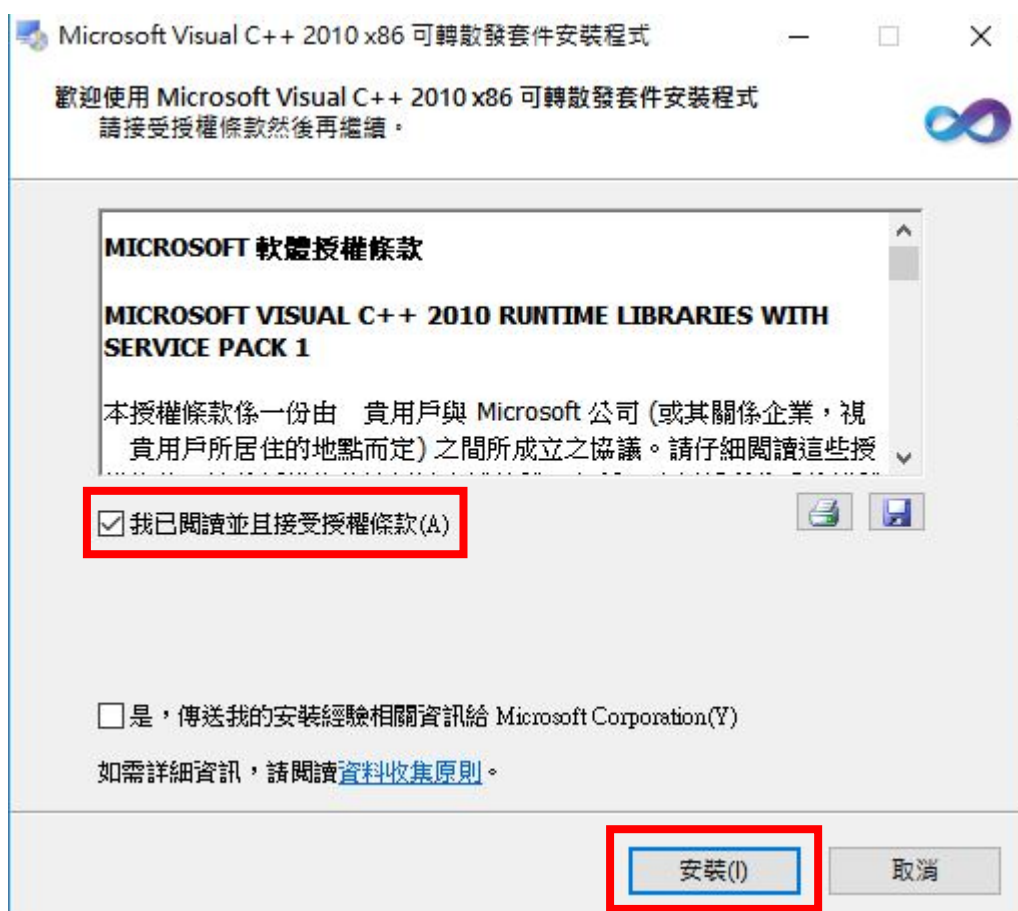 Microsoft Visual C++ 2010 x86 可轉散發套件安裝程式
歡迎使用 Microsoft Visual C++ 2010 x86 可轉散發套件安裝程式
請接受授權條款然後再繼續。
MICROSOFT 軟體授權條款
MICROSOFT VISUAL C++ 2010 RUNTIME LIBRARIES WITH
SERVICE PACK 1
本授權條款係一份由 貴用戶與 Microsoft 公司 (或其關係企業，視
貴用戶所居住的地點而定) 之間所成立之協議。請仔細閱讀這些授
我已閱讀並且接受授權條款(A)
是，傳送我的安裝經驗相關資訊給 Microsoft Corporation(Y)
如需詳細資訊，請閱讀資料收集原則。
安裝(I)
取消